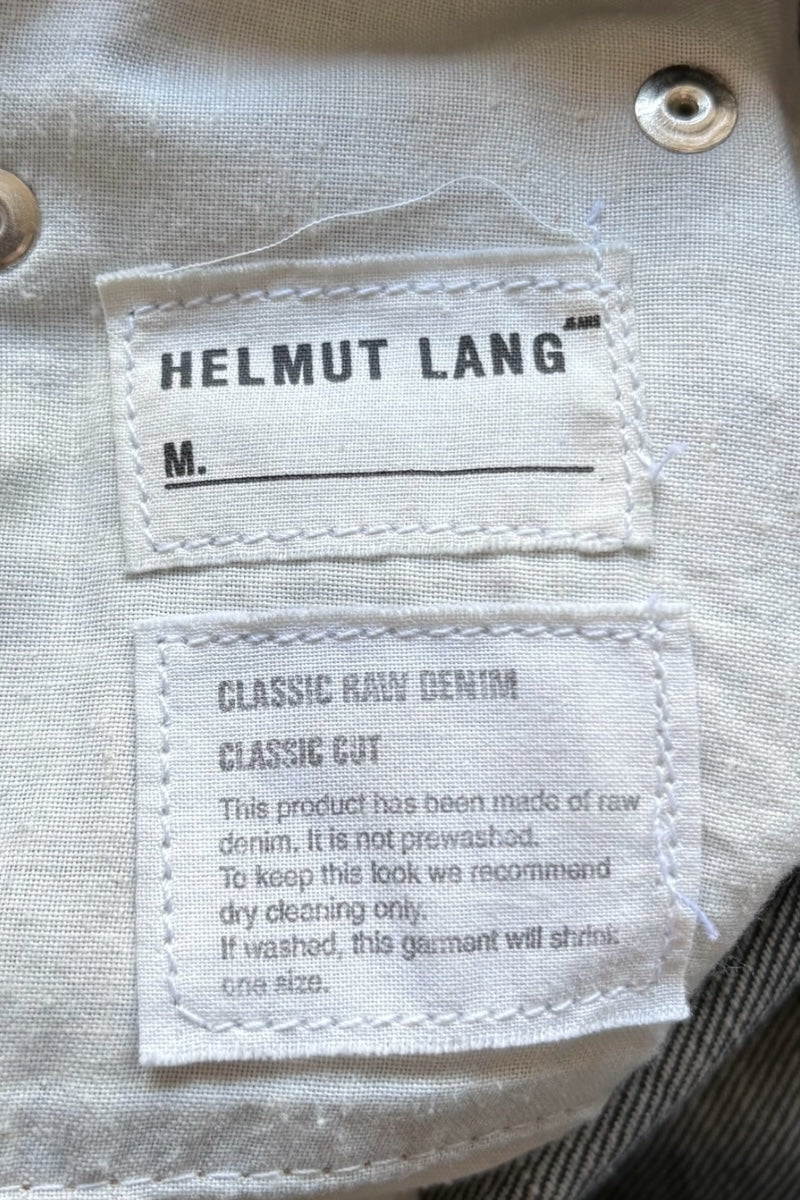 HELMUT LANG JEANS
M.
CLASSIC RAW DENIM
CLASSIC CUT
This product has been made of raw
denim. It is not prewashed.
To keep this look we recommend
dry cleaning only.
If washed, this garment will shrink
one size.